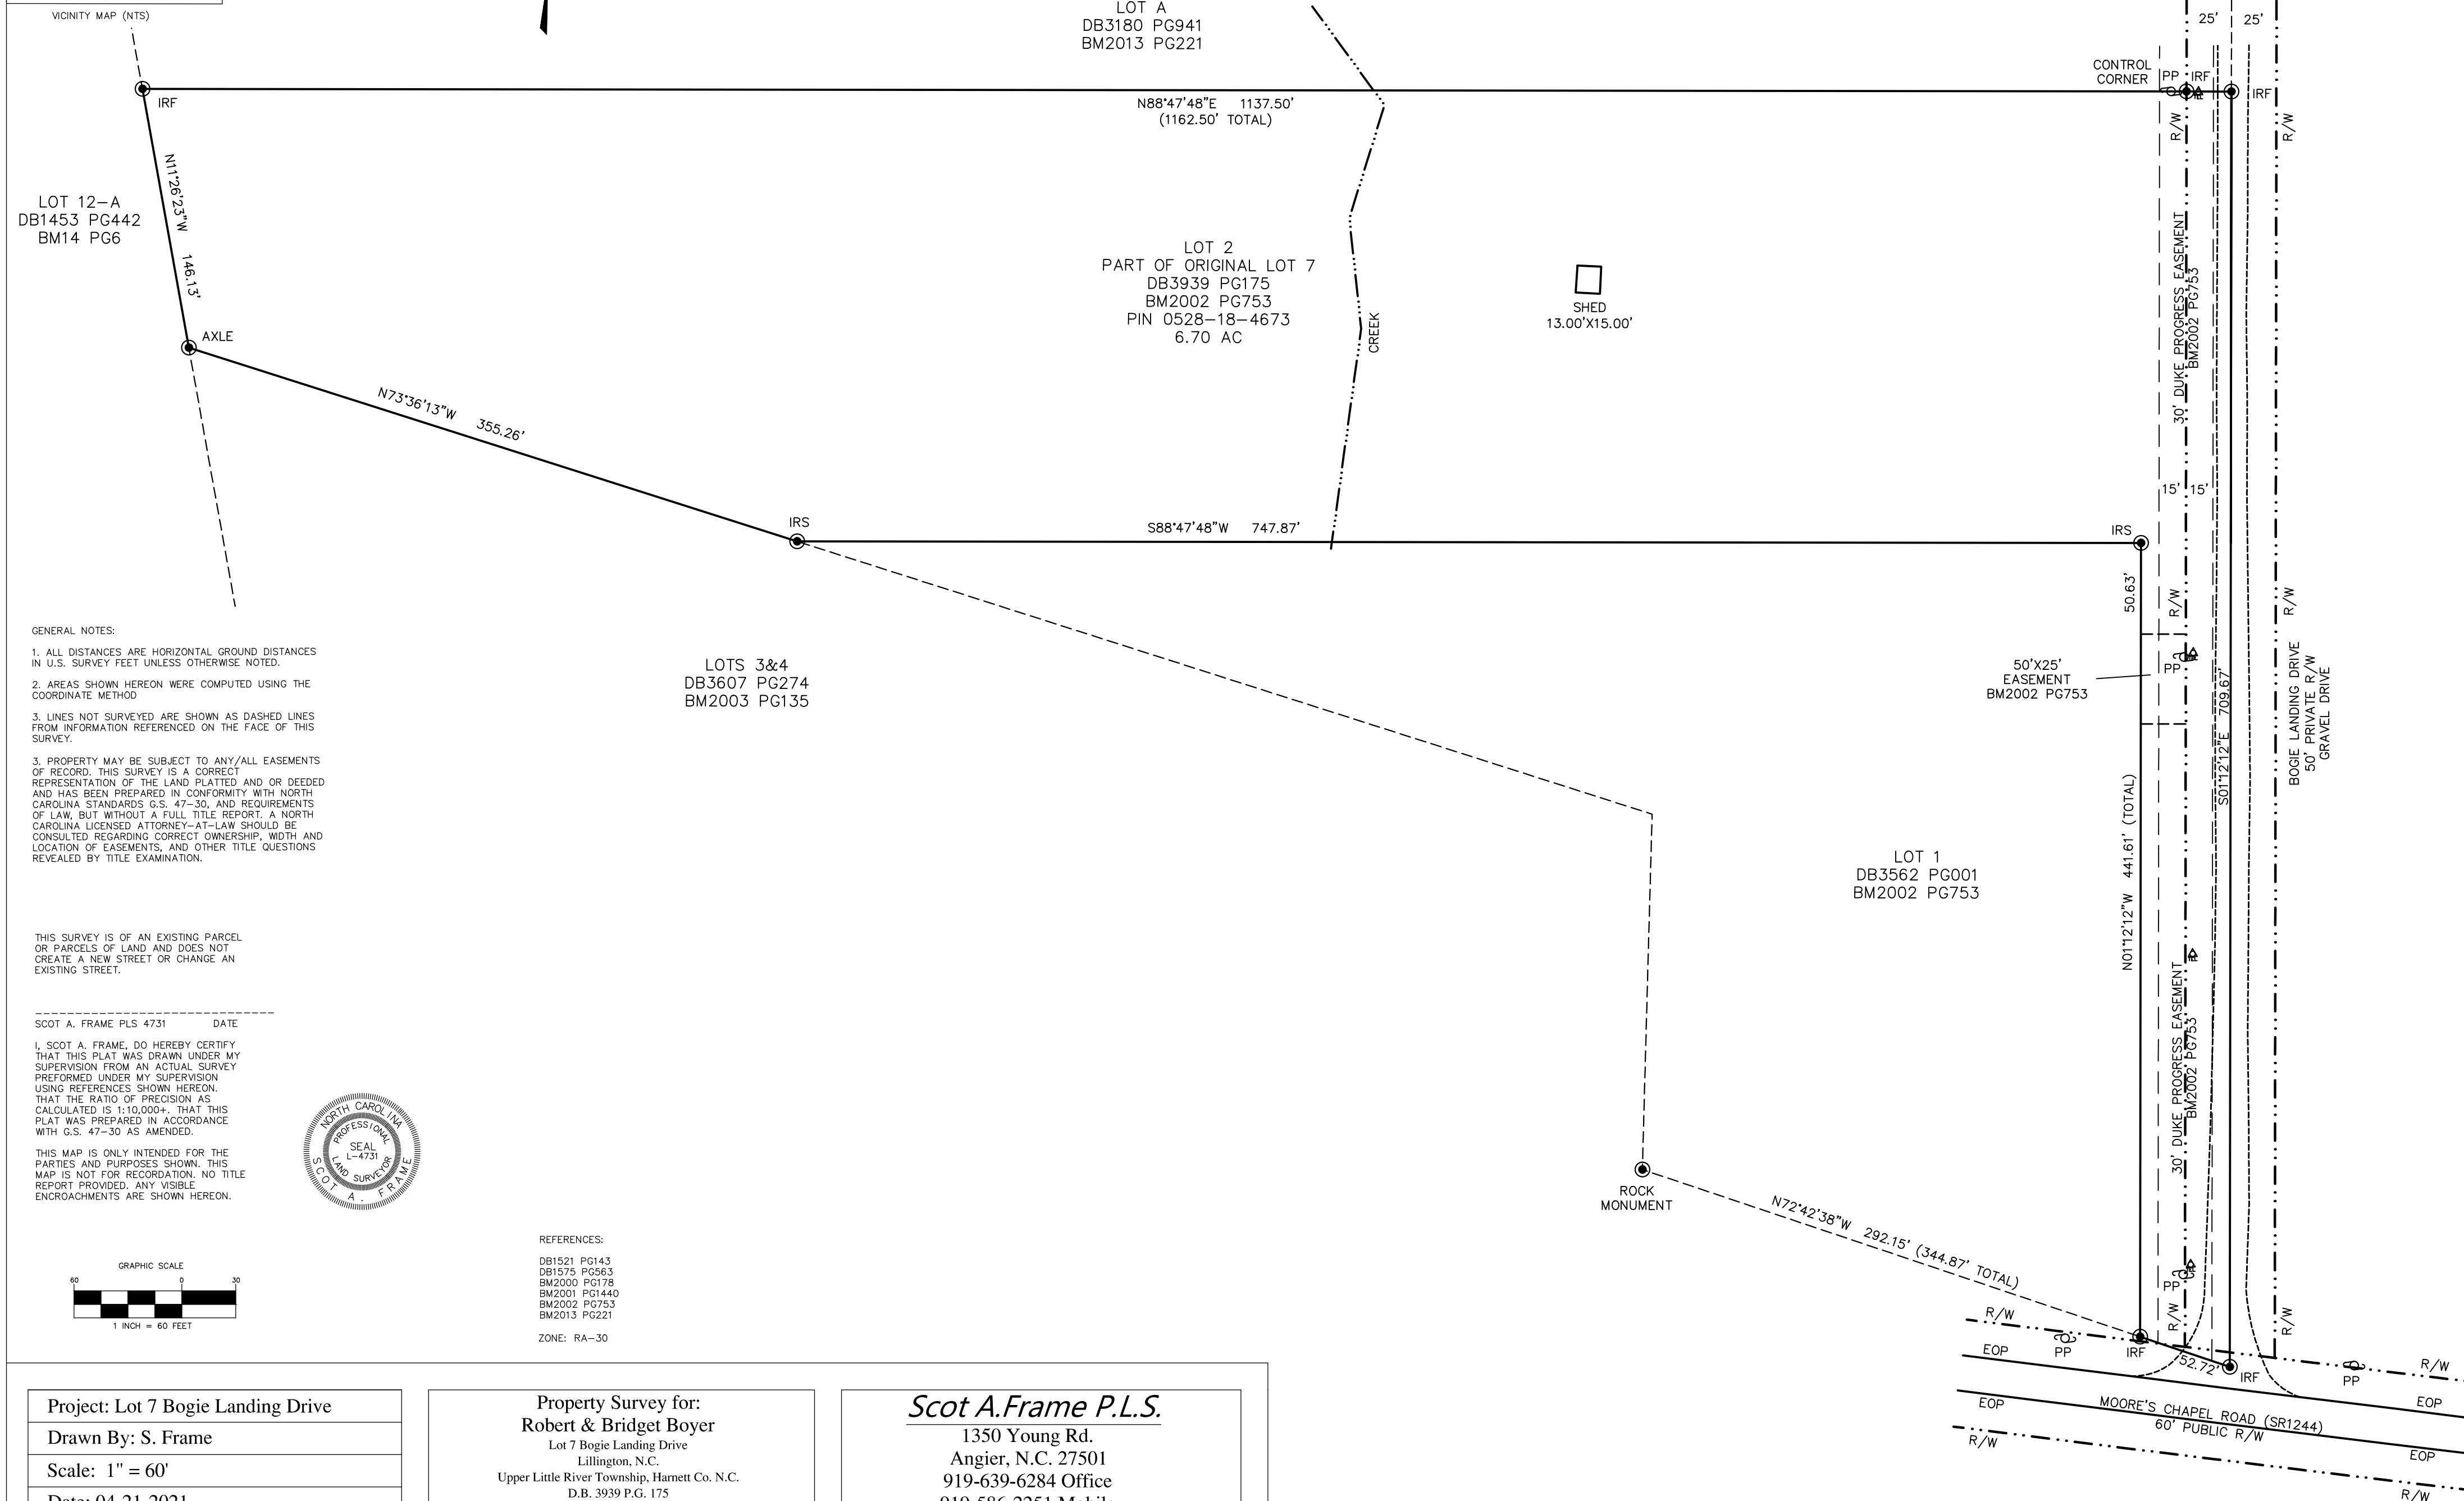 VICINITY MAP (NTS)
LOT A
DB3180 PG941
BM2013 PG221
25' 25'
CONTROL
CORNER
PP IRF
IRF
IRF
N88°47'48"E 1137.50'
(1162.50' TOTAL)
R/W
R/W
N11°26'23"W 146.13'
LOT 12-A
DB1453 PG442
BM14 PG6
LOT 2
PART OF ORIGINAL LOT 7
DB3939 PG175
BM2002 PG753
PIN 0528-18-4673
6.70 AC
SHED
13.00'X15.00'
CREEK
30' DUKE PROGRESS EASEMENT
BM2002 PG753
AXLE
N73°36'13"W 355.26'
15' 15'
IRS
S88°47'48"W 747.87'
IRS
50.63'
R/W
R/W
GENERAL NOTES:
1. ALL DISTANCES ARE HORIZONTAL GROUND DISTANCES
IN U.S. SURVEY FEET UNLESS OTHERWISE NOTED.
2. AREAS SHOWN HEREON WERE COMPUTED USING THE
COORDINATE METHOD
3. LINES NOT SURVEYED ARE SHOWN AS DASHED LINES
FROM INFORMATION REFERENCED ON THE FACE OF THIS
SURVEY.
3. PROPERTY MAY BE SUBJECT TO ANY/ALL EASEMENTS
OF RECORD. THIS SURVEY IS A CORRECT
REPRESENTATION OF THE LAND PLATTED AND OR DEEDED
AND HAS BEEN PREPARED IN CONFORMITY WITH NORTH
CAROLINA STANDARDS G.S. 47-30, AND REQUIREMENTS
OF LAW, BUT WITHOUT A FULL TITLE REPORT. A NORTH
CAROLINA LICENSED ATTORNEY-AT-LAW SHOULD BE
CONSULTED REGARDING CORRECT OWNERSHIP, WIDTH AND
LOCATION OF EASEMENTS, AND OTHER TITLE QUESTIONS
REVEALED BY TITLE EXAMINATION.
LOTS 3&4
DB3607 PG274
BM2003 PG135
50'X25'
EASEMENT
BM2002 PG753
PP
S01°12'12"E 709.67'
BOGIE LANDING DRIVE
50' PRIVATE R/W
GRAVEL DRIVE
N01°12'12"W 441.61' (TOTAL)
LOT 1
DB3562 PG001
BM2002 PG753
30' DUKE PROGRESS EASEMENT
BM2002 PG753
THIS SURVEY IS OF AN EXISTING PARCEL
OR PARCELS OF LAND AND DOES NOT
CREATE A NEW STREET OR CHANGE AN
EXISTING STREET.
SCOT A. FRAME PLS 4731 DATE
I, SCOT A. FRAME, DO HEREBY CERTIFY
THAT THIS PLAT WAS DRAWN UNDER MY
SUPERVISION FROM AN ACTUAL SURVEY
PREFORMED UNDER MY SUPERVISION
USING REFERENCES SHOWN HEREON.
THAT THE RATIO OF PRECISION AS
CALCULATED IS 1:10,000+. THAT THIS
PLAT WAS PREPARED IN ACCORDANCE
WITH G.S. 47-30 AS AMENDED.
THIS MAP IS ONLY INTENDED FOR THE
PARTIES AND PURPOSES SHOWN. THIS
MAP IS NOT FOR RECORDATION. NO TITLE
REPORT PROVIDED. ANY VISIBLE
ENCROACHMENTS ARE SHOWN HEREON.
NORTH CAROLINA
PROFESSIONAL
SEAL
L-4731
LAND SURVEYOR
SCOT A. FRAME
ROCK
MONUMENT
N72°42'38"W 292.15' (344.87' TOTAL)
REFERENCES:
DB1521 PG143
DB1575 PG563
BM2000 PG178
BM2001 PG1440
BM2002 PG753
BM2013 PG221
ZONE: RA-30
GRAPHIC SCALE
60 0 30
1 INCH = 60 FEET
PP
R/W
R/W
R/W
EOP
PP
IRF
52.72'
IRF
PP
R/W
EOP
EOP
MOORE'S CHAPEL ROAD (SR1244)
60' PUBLIC R/W
R/W
EOP
R/W
Project: Lot 7 Bogie Landing Drive
Drawn By: S. Frame
Scale: 1" = 60'
Date: 04-21-2021
Property Survey for:
Robert & Bridget Boyer
Lot 7 Bogie Landing Drive
Lillington, N.C.
Upper Little River Township, Harnett Co. N.C.
D.B. 3939 P.G. 175
Scot A.Frame P.L.S.
1350 Young Rd.
Angier, N.C. 27501
919-639-6284 Office
910-586-2251 Mobile